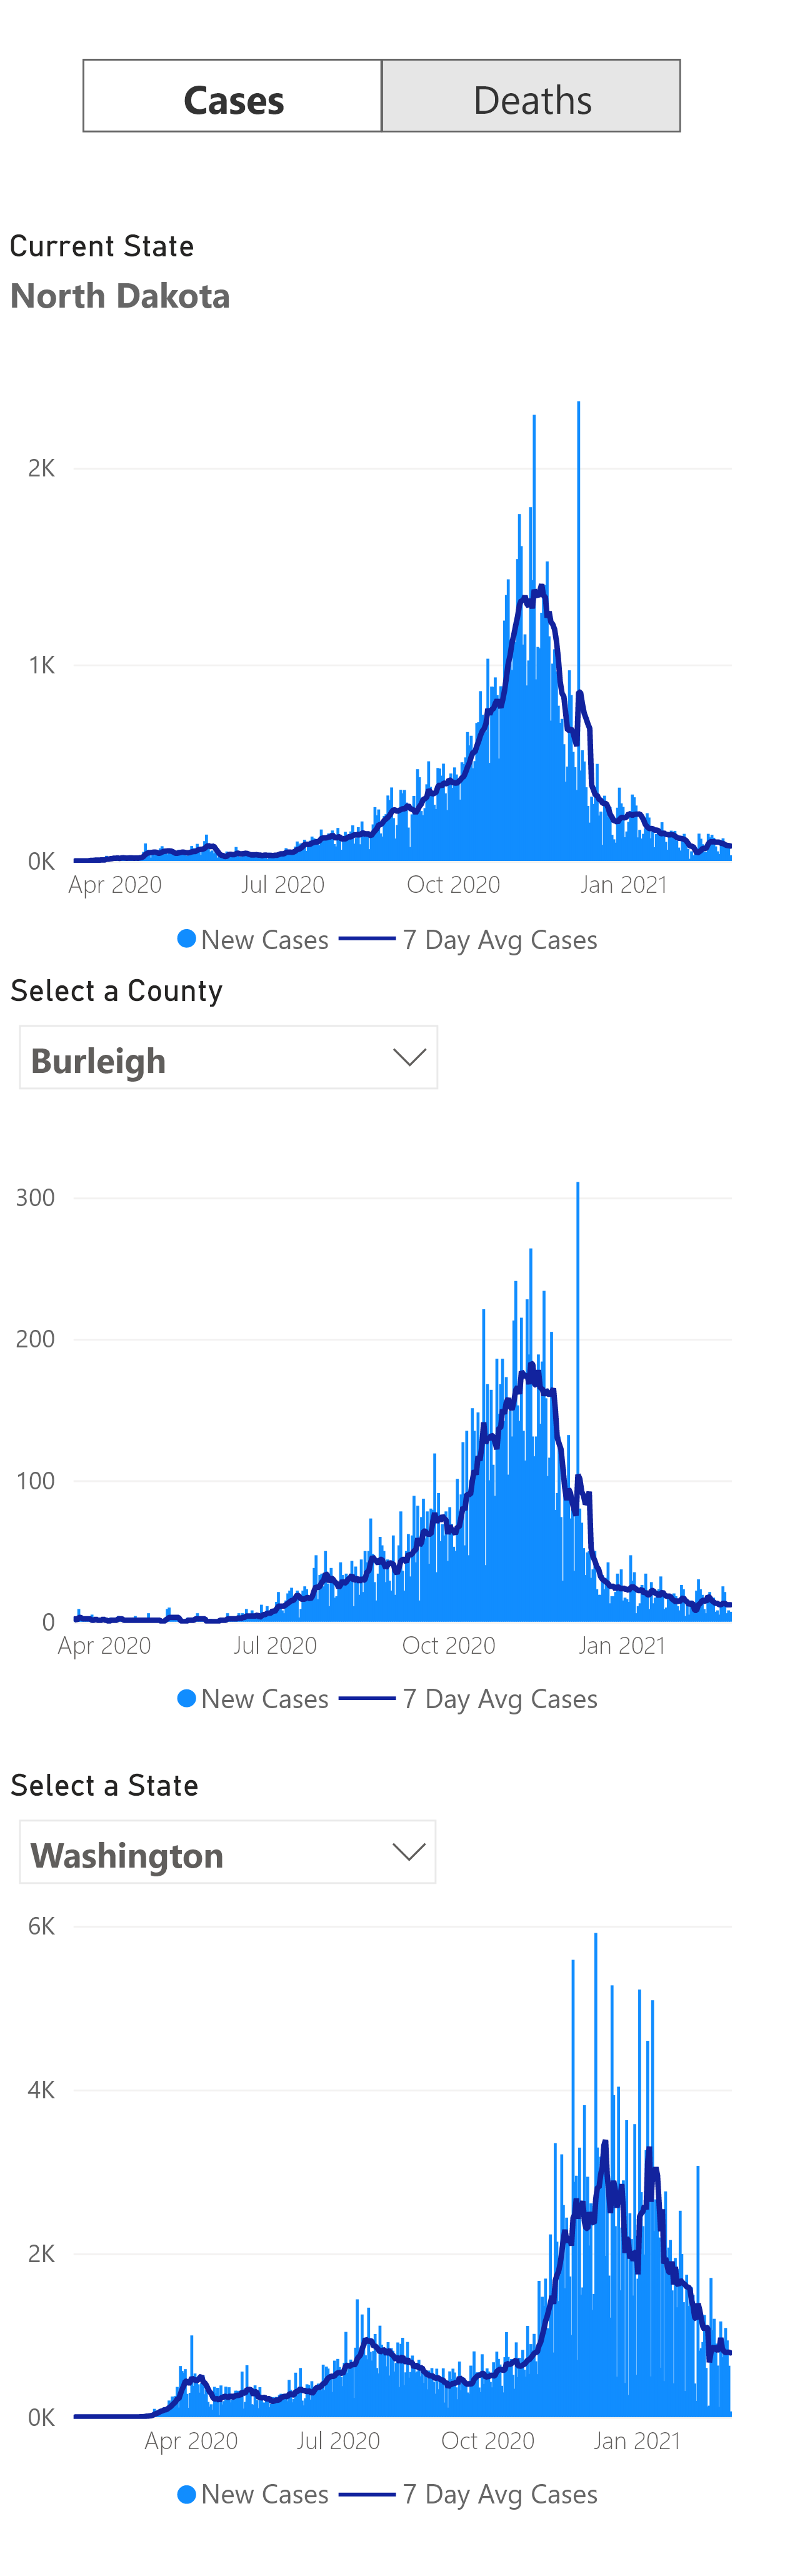 Cases Deaths
Current State
North Dakota
2K
1K
0K
Apr 2020 Jul 2020 Oct 2020 Jan 2021
New Cases 7 Day Avg Cases
Select a County
Burleigh
300
200
100
0
Apr 2020 Jul 2020 Oct 2020 Jan 2021
New Cases 7 Day Avg Cases
Select a State
Washington
6K
4K
2K
0K
Apr 2020 Jul 2020 Oct 2020 Jan 2021
New Cases 7 Day Avg Cases